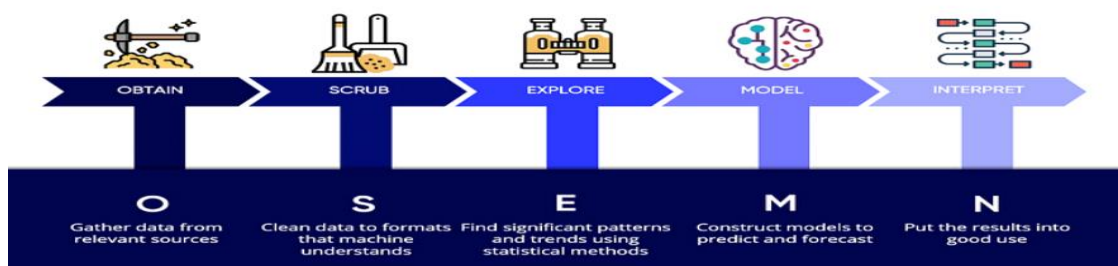 OBTAIN
SCRUB
EXPLORE
MODEL
INTERPRET
O
Gather data from
relevant sources
S
Clean data to formats
that machine
understands
E
Find significant patterns
and trends using
statistical methods
M
Construct models to
predict and forecast
N
Put the results into
good use